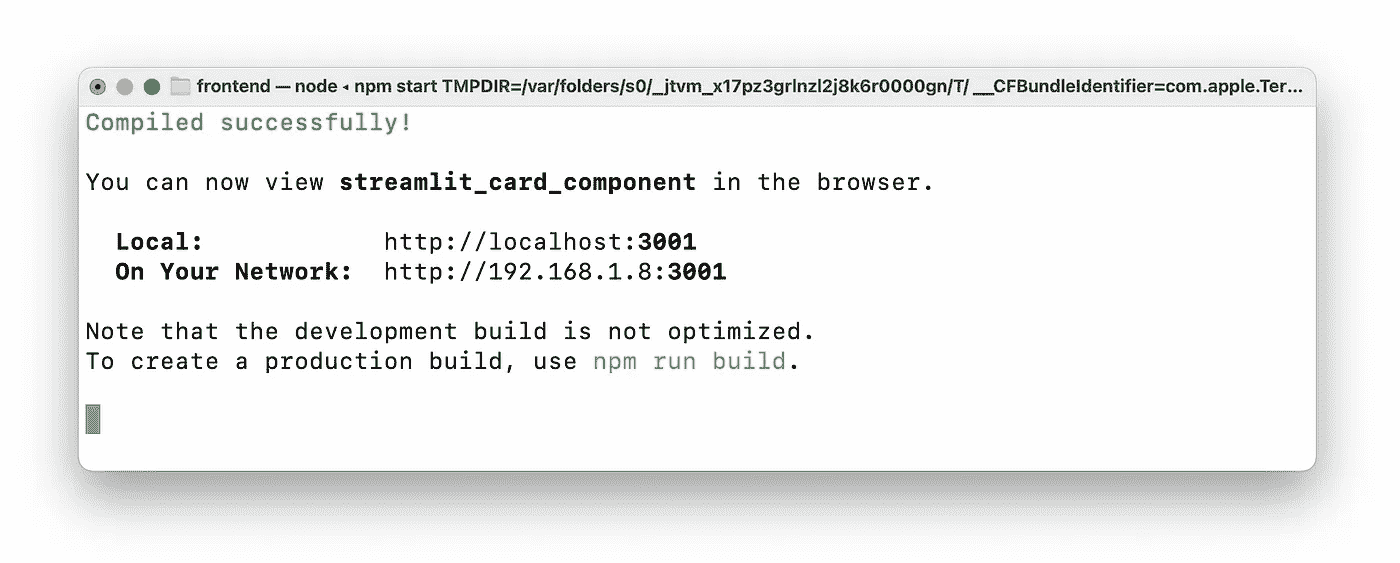 frontend — node ◂ npm start TMPDIR=/var/folders/s0/_jtvm_x17pz3grlnzl2j8k6r0000gn/T/ __CFBundleIdentifier=com.apple.Ter...
Compiled successfully!
You can now view streamlit_card_component in the browser.
Local: http://localhost:3001
On Your Network: http://192.168.1.8:3001
Note that the development build is not optimized.
To create a production build, use npm run build.